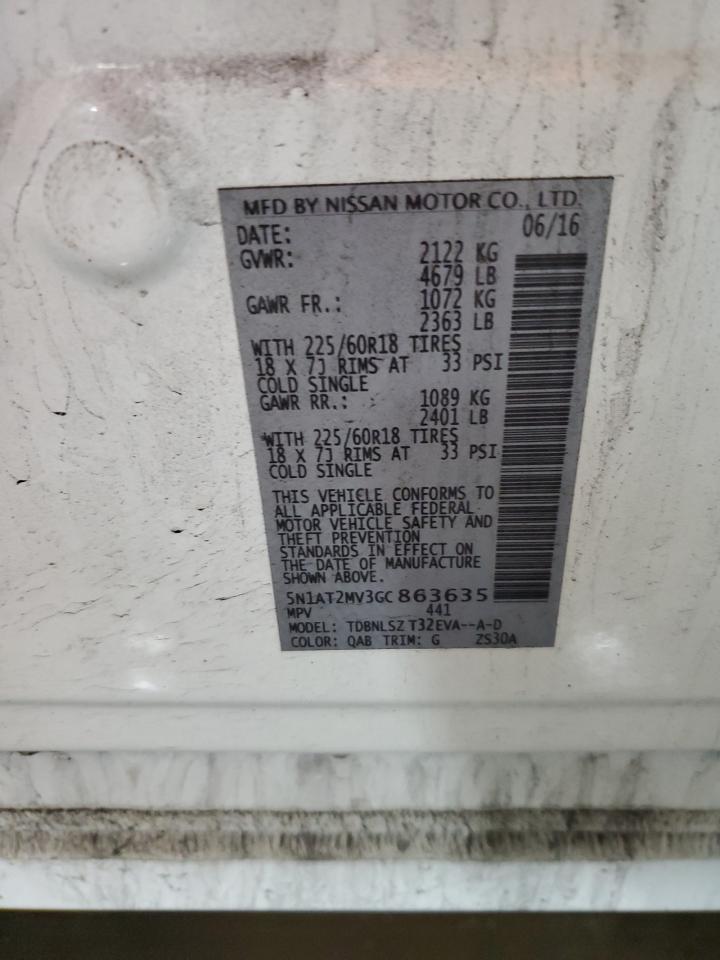 MFD BY NISSAN MOTOR CO., LTD.
DATE: 06/16
GVWR: 2122 KG
4679 LB
GAWR FR.: 1072 KG
2363 LB
WITH 225/60R18 TIRES
18 X 7J RIMS AT 33 PSI
COLD SINGLE
GAWR RR.: 1089 KG
2401 LB
WITH 225/60R18 TIRES
18 X 7J RIMS AT 33 PSI
COLD SINGLE
THIS VEHICLE CONFORMS TO
ALL APPLICABLE FEDERAL
MOTOR VEHICLE SAFETY AND
THEFT PREVENTION
STANDARDS IN EFFECT ON
THE DATE OF MANUFACTURE
SHOWN ABOVE.
5N1AT2MV3GC863635
MPV 441
MODEL: TDBNLSZ T32EVA--A-D
COLOR: QAB TRIM: G ZS30A